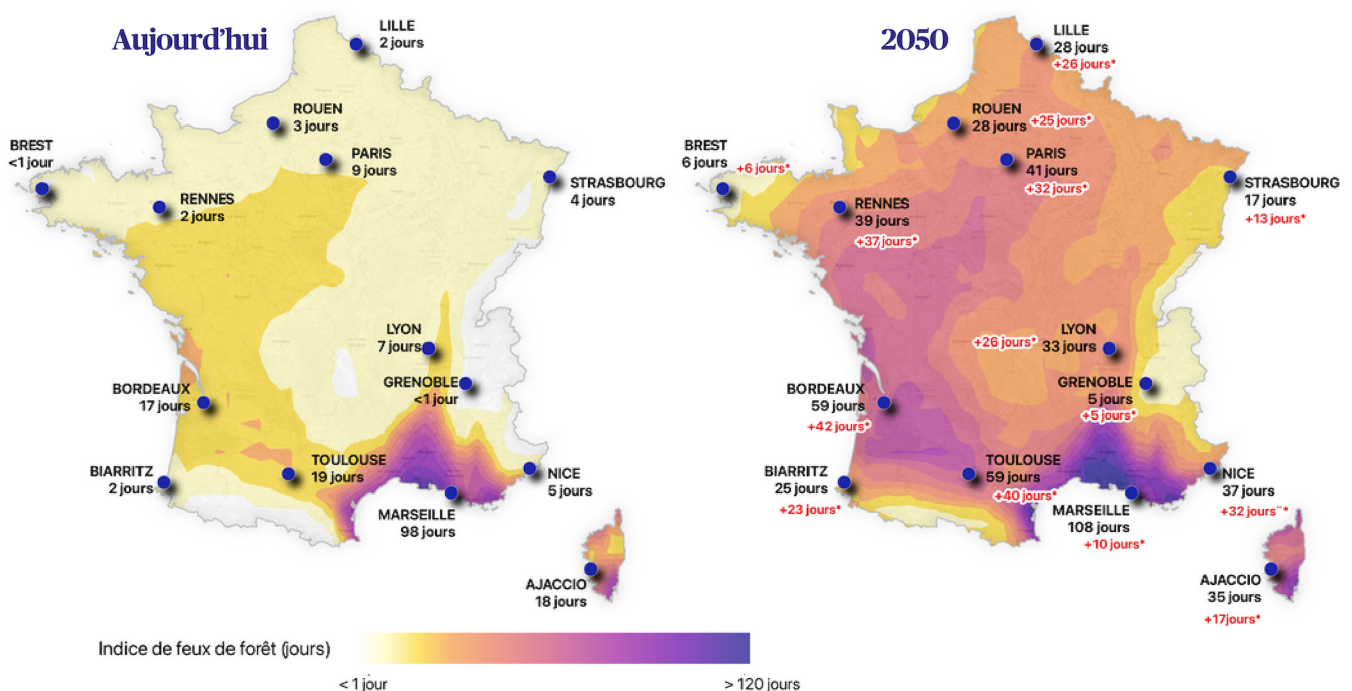 Aujourd'hui
LILLE
2 jours
ROUEN
3 jours
BREST
<1 jour
PARIS
9 jours
RENNES
2 jours
STRASBOURG
4 jours
LYON
7 jours
GRENOBLE
<1 jour
BORDEAUX
17 jours
BIARRITZ
2 jours
TOULOUSE
19 jours
NICE
5 jours
MARSEILLE
98 jours
AJACCIO
18 jours
2050
LILLE
28 jours
+26 jours*
ROUEN
28 jours
+25 jours*
BREST
6 jours
+6 jours*
PARIS
41 jours
+32 jours*
RENNES
39 jours
+37 jours*
STRASBOURG
17 jours
+13 jours*
LYON
+26 jours*
33 jours
GRENOBLE
5 jours
+5 jours*
BORDEAUX
59 jours
+42 jours*
BIARRITZ
25 jours
+23 jours*
TOULOUSE
59 jours
+40 jours*
NICE
37 jours
+32 jours¨*
MARSEILLE
108 jours
+10 jours*
AJACCIO
35 jours
+17jours*
Indice de feux de forêt (jours)
< 1 jour
> 120 jours